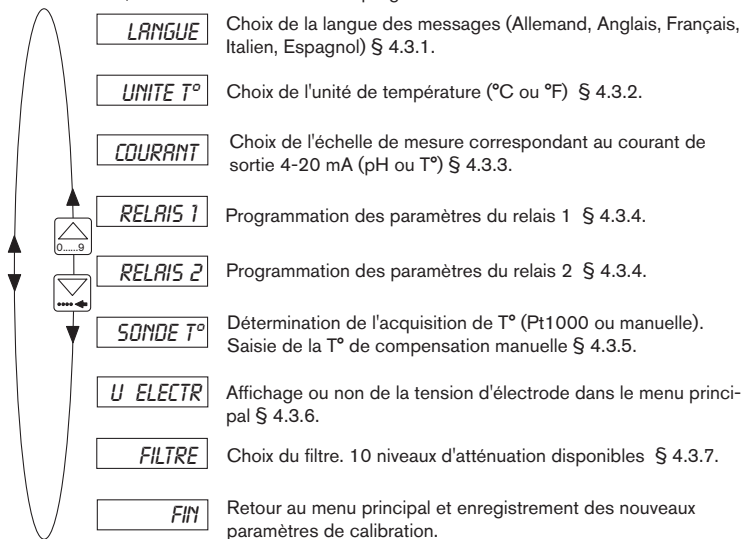 LANGUE
Choix de la langue des messages (Allemand, Anglais, Français,
Italien, Espagnol) § 4.3.1.
UNITE T°
Choix de l'unité de température (°C ou °F) § 4.3.2.
COURANT
Choix de l'échelle de mesure correspondant au courant de
sortie 4-20 mA (pH ou T°) § 4.3.3.
RELAIS 1
Programmation des paramètres du relais 1 § 4.3.4.
0......9
RELAIS 2
Programmation des paramètres du relais 2 § 4.3.4.
SONDE T°
Détermination de l'acquisition de T° (Pt1000 ou manuelle).
Saisie de la T° de compensation manuelle § 4.3.5.
U ELECTR
Affichage ou non de la tension d'électrode dans le menu princi-
pal § 4.3.6.
FILTRE
Choix du filtre. 10 niveaux d'atténuation disponibles § 4.3.7.
FIN
Retour au menu principal et enregistrement des nouveaux
paramètres de calibration.